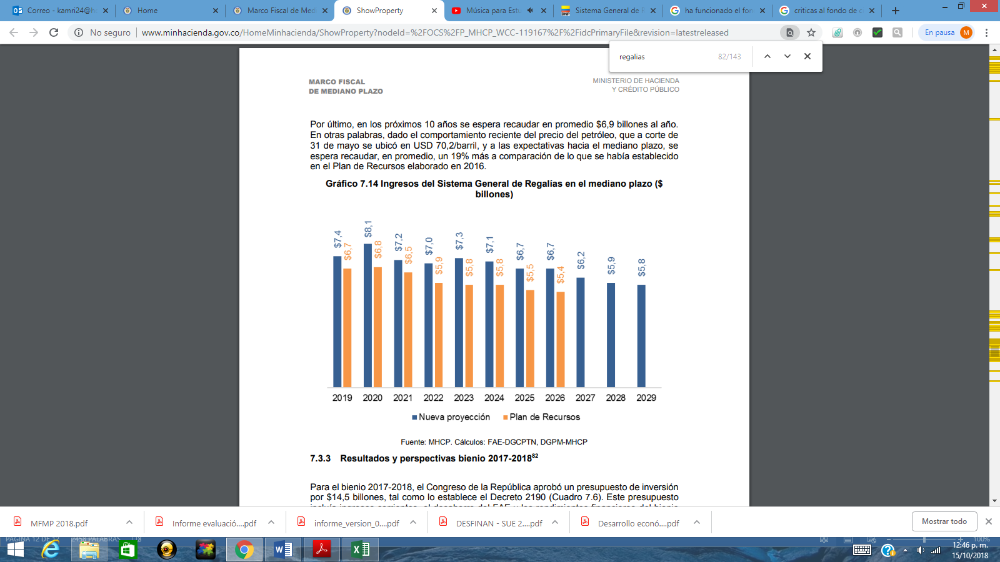 Correo - kamri24@h
Home
Marco Fiscal de Med
ShowProperty
Música para Estu
Sistema General de R
ha funcionado el fon
criticas al fondo de c
No seguro
www.minhacienda.gov.co/HomeMinhacienda/ShowProperty?nodeId=%2FOCS%2FP_MHCP_WCC-119167%2F%2FidcPrimaryFile&revision=latestreleased
En pausa
M
regalias
82/143
MARCO FISCAL
DE MEDIANO PLAZO
MINISTERIO DE HACIENDA
Y CRÉDITO PÚBLICO
Por último, en los próximos 10 años se espera recaudar en promedio $6,9 billones al año.
En otras palabras, dado el comportamiento reciente del precio del petróleo, que a corte de
31 de mayo se ubicó en USD 70,2/barril, y a las expectativas hacia el mediano plazo, se
espera recaudar, en promedio, un 19% más a comparación de lo que se había establecido
en el Plan de Recursos elaborado en 2016.
Gráfico 7.14 Ingresos del Sistema General de Regalías en el mediano plazo ($
billones)
$7,4
$6,7
$8,1
$6,8
$7,2
$6,5
$7,0
$5,9
$7,3
$5,8
$7,1
$5,8
$6,7
$5,5
$6,7
$5,4
$6,2
$5,9
$5,8
2019 2020 2021 2022 2023 2024 2025 2026 2027 2028 2029
Nueva proyección Plan de Recursos
Fuente: MHCP. Cálculos: FAE-DGCPTN, DGPM-MHCP
7.3.3 Resultados y perspectivas bienio 2017-2018⁸²
Para el bienio 2017-2018, el Congreso de la República aprobó un presupuesto de inversión
por $14,5 billones, tal como lo establece el Decreto 2190 (Cuadro 7.6). Este presupuesto
MFMP 2018.pdf
Informe evaluació....pdf
informe_version_0....pdf
DESFINAN - SUE 2....pdf
Desarrollo econó....pdf
Mostrar todo
PÁGINA 12 DE 12
2458 PALABRAS
100%
12:46 p. m.
15/10/2018